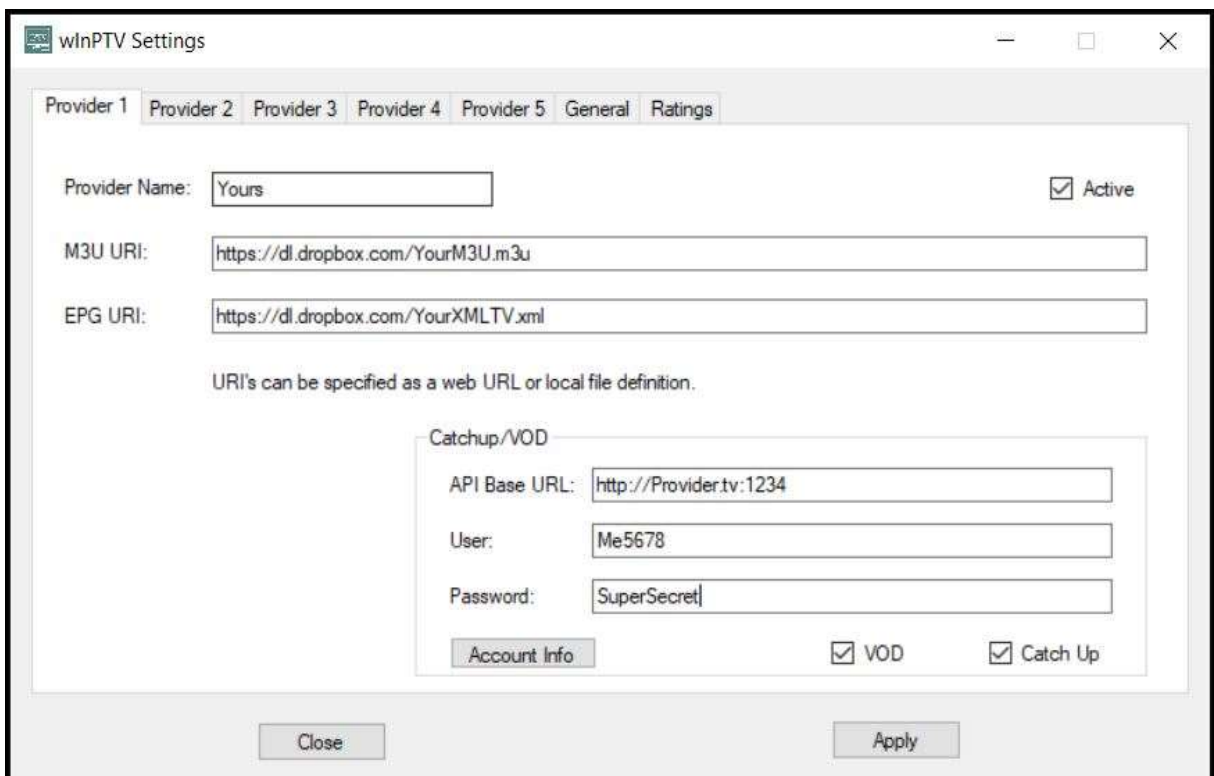 wInPTV Settings
Provider 1 Provider 2 Provider 3 Provider 4 Provider 5 General Ratings
Provider Name: Yours Active
M3U URI: https://dl.dropbox.com/YourM3U.m3u
EPG URI: https://dl.dropbox.com/YourXMLTV.xml
URI's can be specified as a web URL or local file definition.
Catchup/VOD
API Base URL: http://Provider.tv:1234
User: Me5678
Password: SuperSecret
Account Info VOD Catch Up
Close Apply